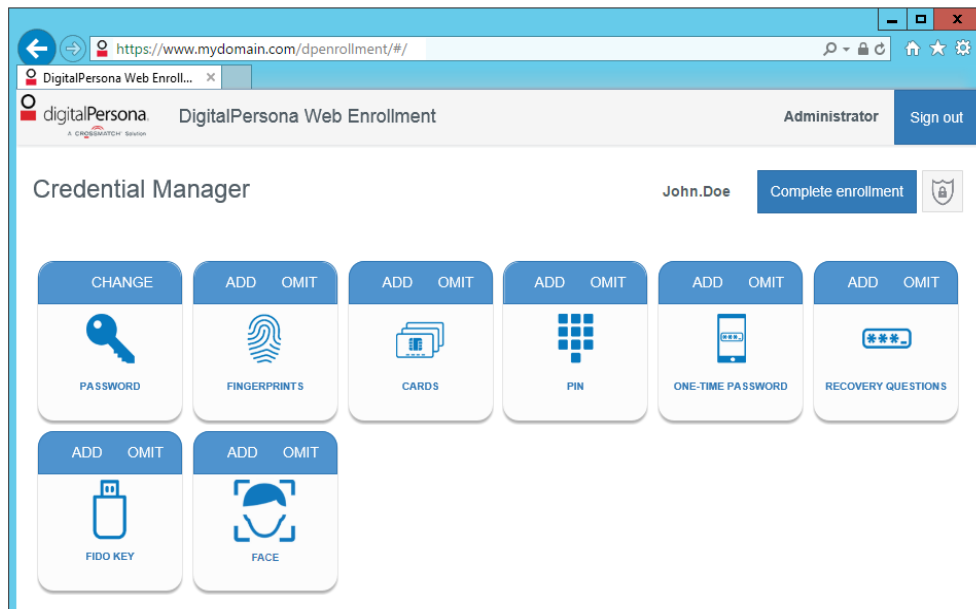 https://www.mydomain.com/dpenrollment/#/
DigitalPersona Web Enroll...
digitalPersona.
A CROSSMATCH Solution
DigitalPersona Web Enrollment
Administrator
Sign out
Credential Manager
John.Doe
Complete enrollment
CHANGE
PASSWORD
ADD OMIT
FINGERPRINTS
ADD OMIT
CARDS
ADD OMIT
PIN
ADD OMIT
***_
ONE-TIME PASSWORD
ADD OMIT
***_
RECOVERY QUESTIONS
ADD OMIT
FIDO KEY
ADD OMIT
FACE